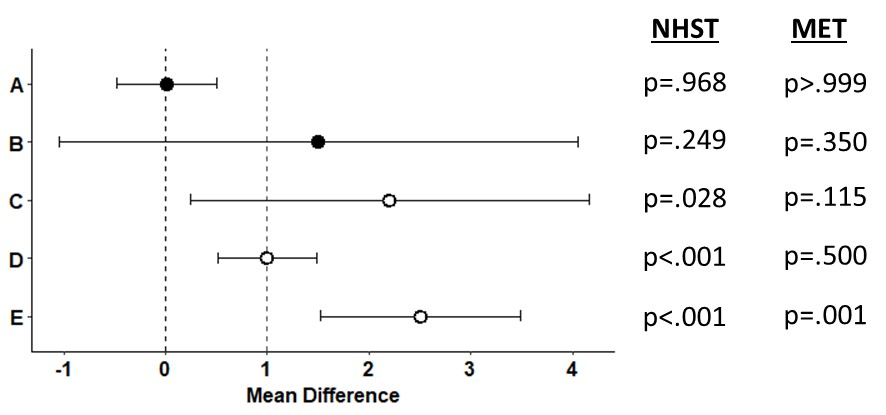 NHST MET
A p=.968 p>.999
B p=.249 p=.350
C p=.028 p=.115
D p<.001 p=.500
E p<.001 p=.001
-1 0 1 2 3 4
Mean Difference